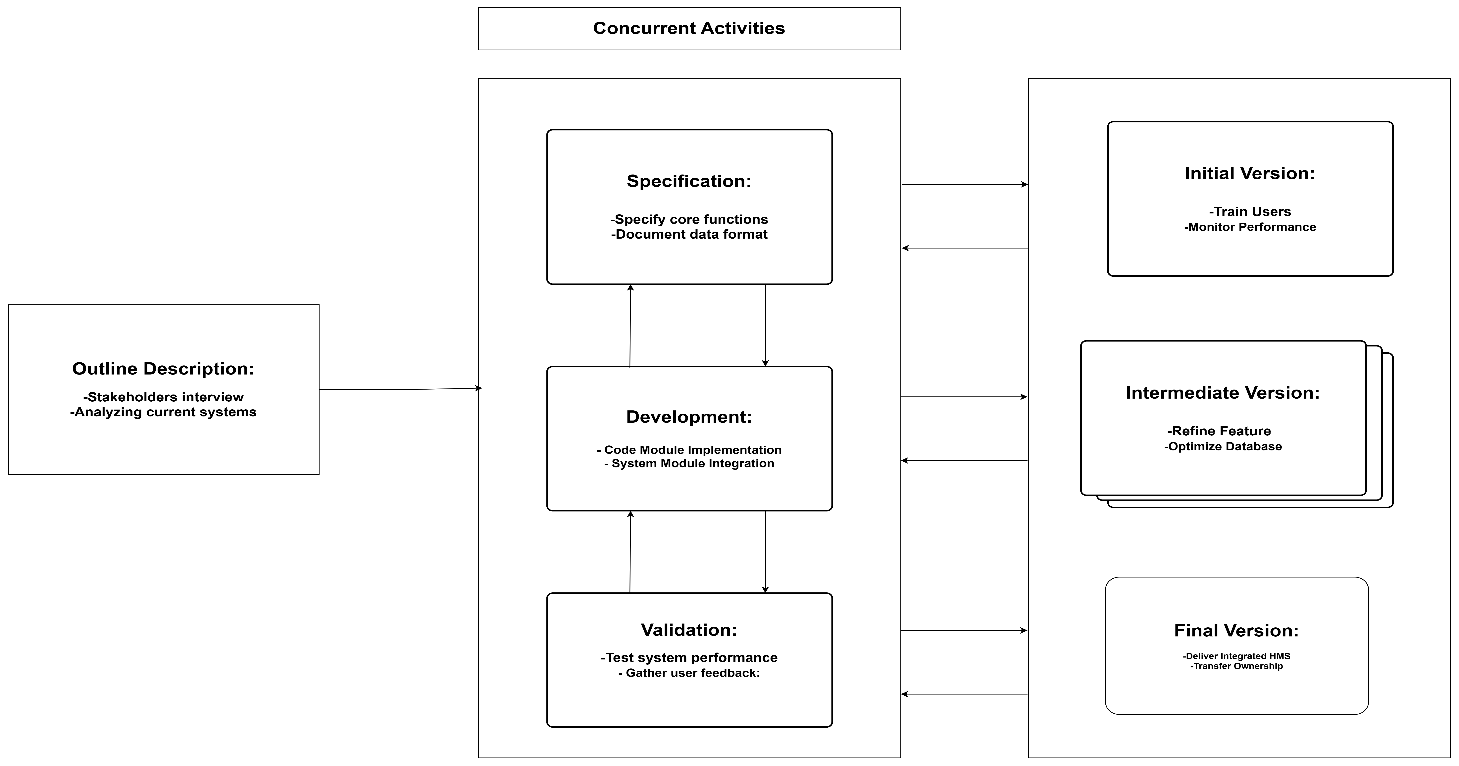 Concurrent Activities
Outline Description:
-Stakeholders interview
-Analyzing current systems
Specification:
-Specify core functions
-Document data format
Development:
- Code Module Implementation
- System Module Integration
Validation:
-Test system performance
- Gather user feedback:
Initial Version:
-Train Users
-Monitor Performance
Intermediate Version:
-Refine Feature
-Optimize Database
Final Version:
-Deliver Integrated HMS
-Transfer Ownership